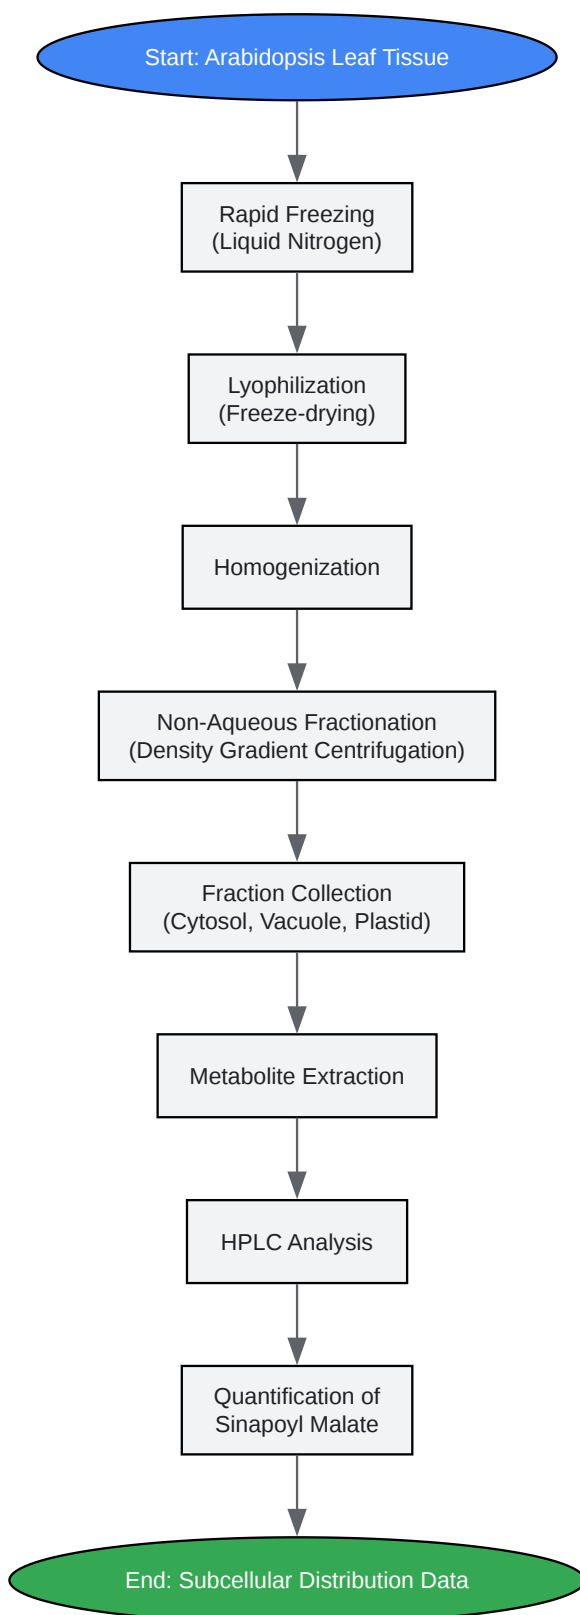 Start: Arabidopsis Leaf Tissue
Rapid Freezing
(Liquid Nitrogen)
Lyophilization
(Freeze-drying)
Homogenization
Non-Aqueous Fractionation
(Density Gradient Centrifugation)
Fraction Collection
(Cytosol, Vacuole, Plastid)
Metabolite Extraction
HPLC Analysis
Quantification of
Sinapoyl Malate
End: Subcellular Distribution Data